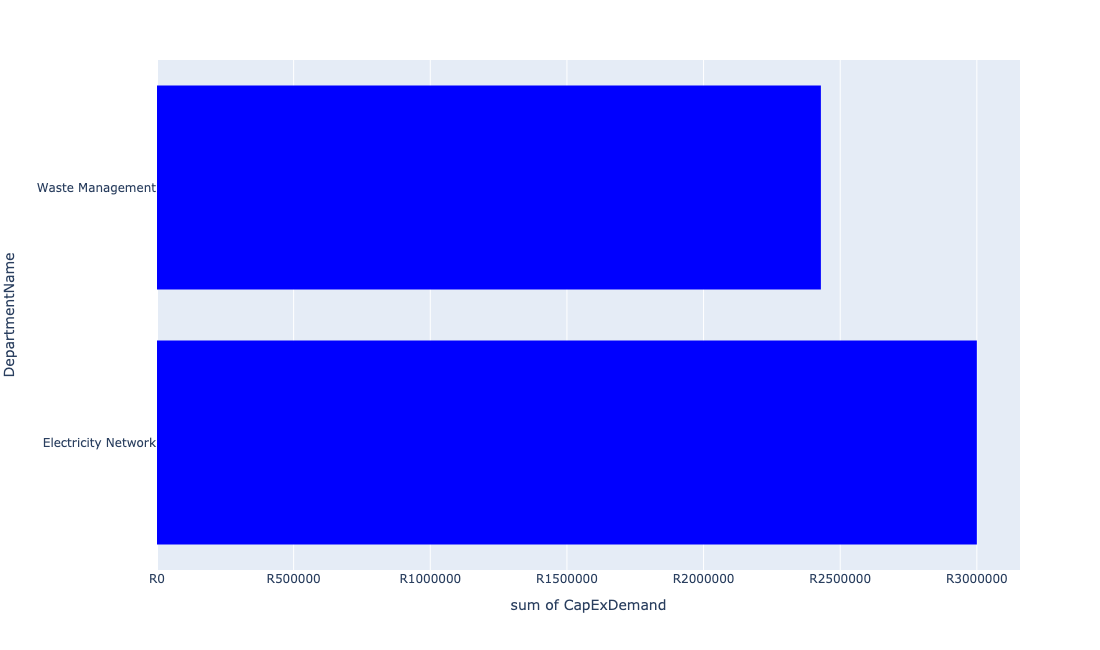 Waste Management
DepartmentName
Electricity Network
R0 R500000 R1000000 R1500000 R2000000 R2500000 R3000000
sum of CapExDemand